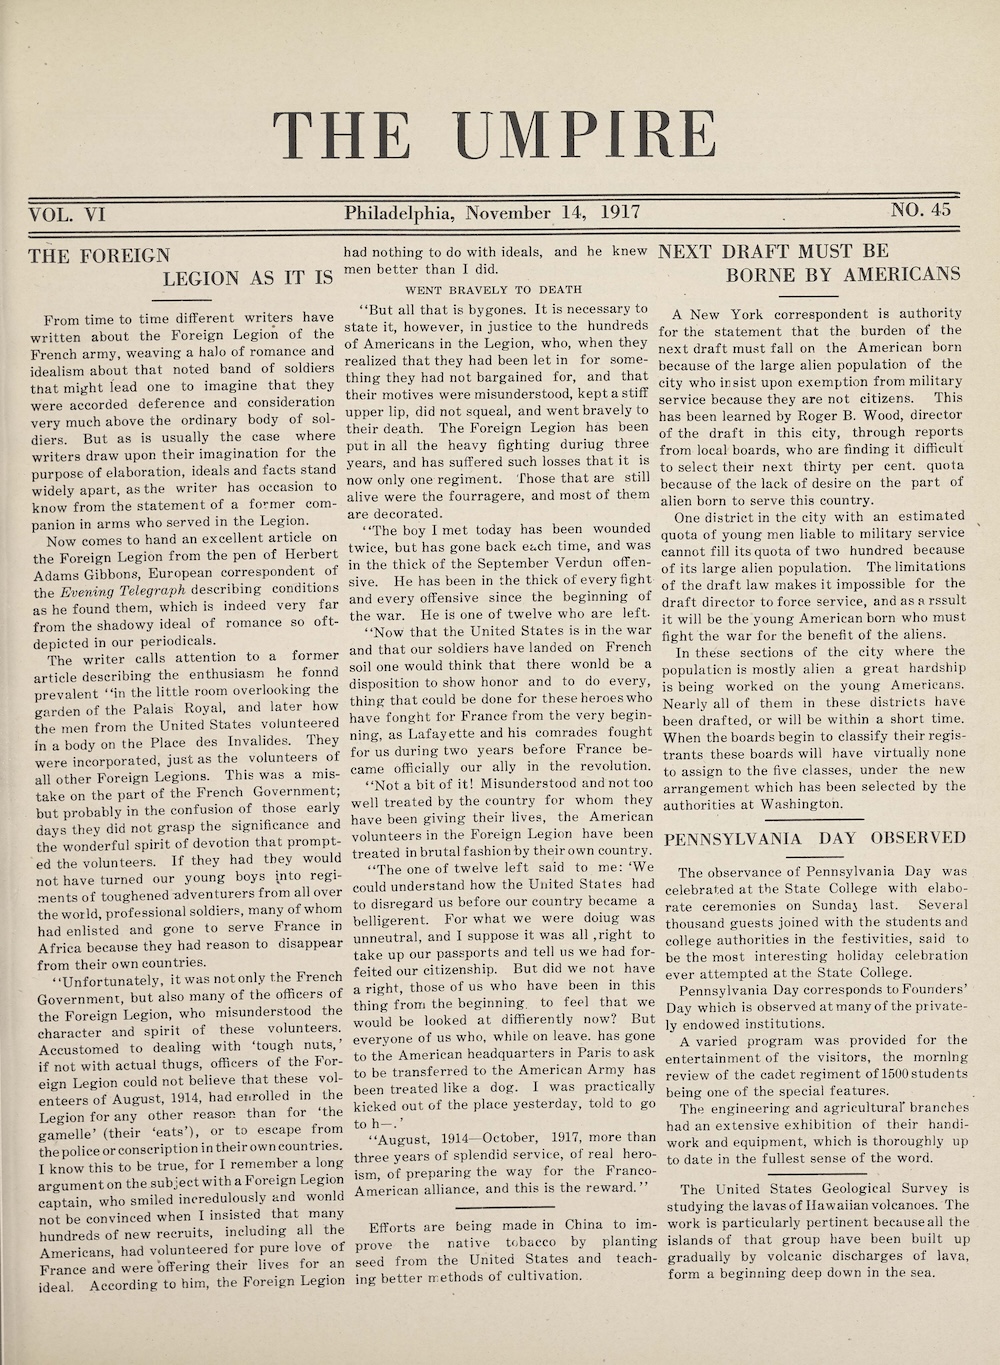 THE UMPIRE
VOL. VI
Philadelphia, November 14, 1917
NO. 45
THE FOREIGN
LEGION AS IT IS
From time to time different writers have
written about the Foreign Legion of the
French army, weaving a halo of romance and
idealism about that noted band of soldiers
that might lead one to imagine that they
were accorded deference and consideration
very much above the ordinary body of sol-
diers. But as is usually the case where
writers draw upon their imagination for the
purpose of elaboration, ideals and facts stand
widely apart, as the writer has occasion to
know from the statement of a former com-
panion in arms who served in the Legion.
Now comes to hand an excellent article on
the Foreign Legion from the pen of Herbert
Adams Gibbons, European correspondent of
the Evening Telegraph describing conditions
as he found them, which is indeed very far
from the shadowy ideal of romance so oft-
depicted in our periodicals.
The writer calls attention to a former
article describing the enthusiasm he fonnd
prevalent "in the little room overlooking the
garden of the Palais Royal, and later how
the men from the United States volunteered
in a body on the Place des Invalides. They
were incorporated, just as the volunteers of
all other Foreign Legions. This was a mis-
take on the part of the French Government;
but probably in the confusion of those early
days they did not grasp the significance and
the wonderful spirit of devotion that prompt-
ed the volunteers. If they had they would
not have turned our young boys into regi-
ments of toughened adventurers from all over
the world, professional soldiers, many of whom
had enlisted and gone to serve France in
Africa because they had reason to disappear
from their own countries.
"Unfortunately, it was not only the French
Government, but also many of the officers of
the Foreign Legion, who misunderstood the
character and spirit of these volunteers.
Accustomed to dealing with 'tough nuts,'
if not with actual thugs, officers of the For-
eign Legion could not believe that these vol-
enteers of August, 1914, had enrolled in the
Legion for any other reason than for 'the
gamelle' (their 'eats'), or to escape from
the police or conscription in their own countries.
I know this to be true, for I remember a long
argument on the subject with a Foreign Legion
captain, who smiled incredulously and wonld
not be convinced when I insisted that many
hundreds of new recruits, including all the
Americans, had volunteered for pure love of
France and were offering their lives for an
ideal. According to him, the Foreign Legion
had nothing to do with ideals, and he knew
men better than I did.
WENT BRAVELY TO DEATH
"But all that is bygones. It is necessary to
state it, however, in justice to the hundreds
of Americans in the Legion, who, when they
realized that they had been let in for some-
thing they had not bargained for, and that
their motives were misunderstood, kept a stiff
upper lip, did not squeal, and went bravely to
their death. The Foreign Legion has been
put in all the heavy fighting duriug three
years, and has suffered such losses that it is
now only one regiment. Those that are still
alive were the fourragere, and most of them
are decorated.
"The boy I met today has been wounded
twice, but has gone back each time, and was
in the thick of the September Verdun offen-
sive. He has been in the thick of every fight
and every offensive since the beginning of
the war. He is one of twelve who are left.
"Now that the United States is in the war
and that our soldiers have landed on French
soil one would think that there wonld be a
disposition to show honor and to do every,
thing that could be done for these heroes who
have fonght for France from the very begin-
ning, as Lafayette and his comrades fought
for us during two years before France be-
came officially our ally in the revolution.
"Not a bit of it! Misunderstood and not too
well treated by the country for whom they
have been giving their lives, the American
volunteers in the Foreign Legion have been
treated in brutal fashion by their own country.
"The one of twelve left said to me: 'We
could understand how the United States had
to disregard us before our country became a
belligerent. For what we were doiug was
unneutral, and I suppose it was all ,right to
take up our passports and tell us we had for-
feited our citizenship. But did we not have
a right, those of us who have been in this
thing from the beginning to feel that we
would be looked at diffierently now? But
everyone of us who, while on leave. has gone
to the American headquarters in Paris to ask
to be transferred to the American Army has
been treated like a dog. I was practically
kicked out of the place yesterday, told to go
to h—.'
"August, 1914—October, 1917, more than
three years of splendid service, of real hero-
ism, of preparing the way for the Franco-
American alliance, and this is the reward."
Efforts are being made in China to im-
prove the native tobacco by planting
seed from the United States and teach-
ing better methods of cultivation.
NEXT DRAFT MUST BE
BORNE BY AMERICANS
A New York correspondent is authority
for the statement that the burden of the
next draft must fall on the American born
because of the large alien population of the
city who insist upon exemption from military
service because they are not citizens. This
has been learned by Roger B. Wood, director
of the draft in this city, through reports
from local boards, who are finding it difficult
to select their next thirty per cent. quota
because of the lack of desire on the part of
alien born to serve this country.
One district in the city with an estimated
quota of young men liable to military service
cannot fill its quota of two hundred because
of its large alien population. The limitations
of the draft law makes it impossible for the
draft director to force service, and as a rssult
it will be the young American born who must
fight the war for the benefit of the aliens.
In these sections of the city where the
population is mostly alien a great hardship
is being worked on the young Americans.
Nearly all of them in these districts have
been drafted, or will be within a short time.
When the boards begin to classify their regis-
trants these boards will have virtually none
to assign to the five classes, under the new
arrangement which has been selected by the
authorities at Washington.
PENNSYLVANIA DAY OBSERVED
The observance of Pennsylvania Day was
celebrated at the State College with elabo-
rate ceremonies on Sunday last. Several
thousand guests joined with the students and
college authorities in the festivities, said to
be the most interesting holiday celebration
ever attempted at the State College.
Pennsylvania Day corresponds to Founders'
Day which is observed at many of the private-
ly endowed institutions.
A varied program was provided for the
entertainment of the visitors, the morning
review of the cadet regiment of 1500 students
being one of the special features.
The engineering and agricultural branches
had an extensive exhibition of their handi-
work and equipment, which is thoroughly up
to date in the fullest sense of the word.
The United States Geological Survey is
studying the lavas of Hawaiian volcanoes. The
work is particularly pertinent because all the
islands of that group have been built up
gradually by volcanic discharges of lava,
form a beginning deep down in the sea.